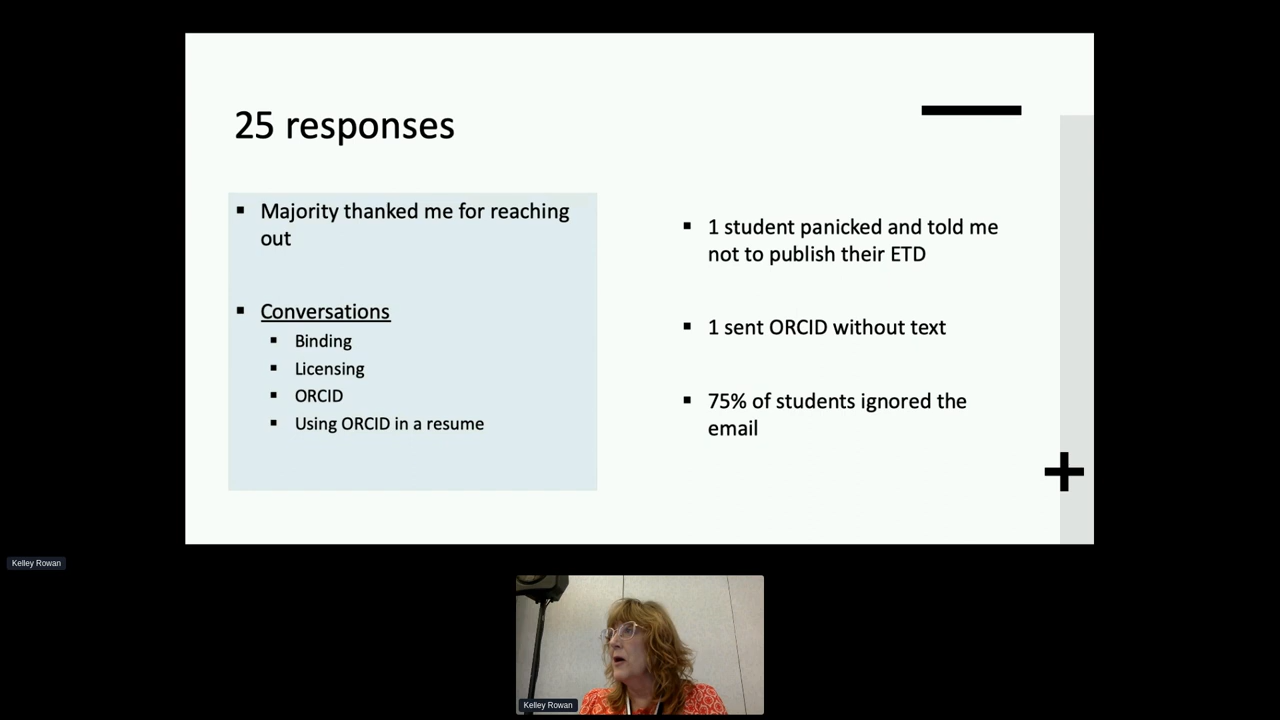 25 responses
Majority thanked me for reaching
out
Conversations
Binding
Licensing
ORCID
Using ORCID in a resume
1 student panicked and told me
not to publish their ETD
1 sent ORCID without text
75% of students ignored the
email
Kelley Rowan
Kelley Rowan